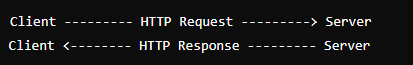 Client --------- HTTP Request ---------> Server
Client <-------- HTTP Response --------- Server